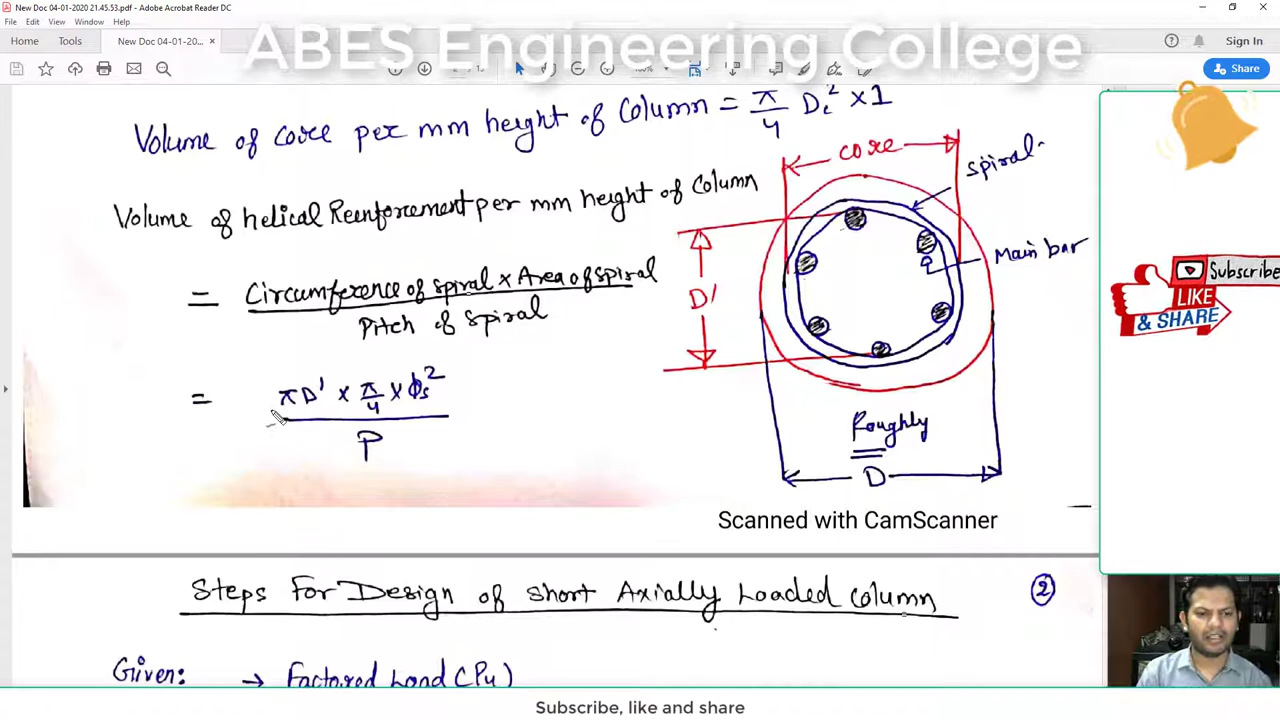 New Doc 04-01-2020 21.45.53.pdf - Adobe Acrobat Reader DC
File Edit View Window Help
ABES Engineering College
Home Tools New Doc 04-01-20... × Sign In
Share
Volume of core per mm height of Column = π/4 Dc² × 1
core
spiral
Volume of helical Reinforcement per mm height of Column
Main bar
Subscribe
= Circumference of spiral × Area of spiral / Pitch of Spiral
D'
LIKE
& SHARE
= πD' × π/4 × ϕs² / P
Roughly
D
Scanned with CamScanner
Steps For Design of short Axially Loaded column
2
Given: → Factored Load (Pu)
Subscribe, like and share